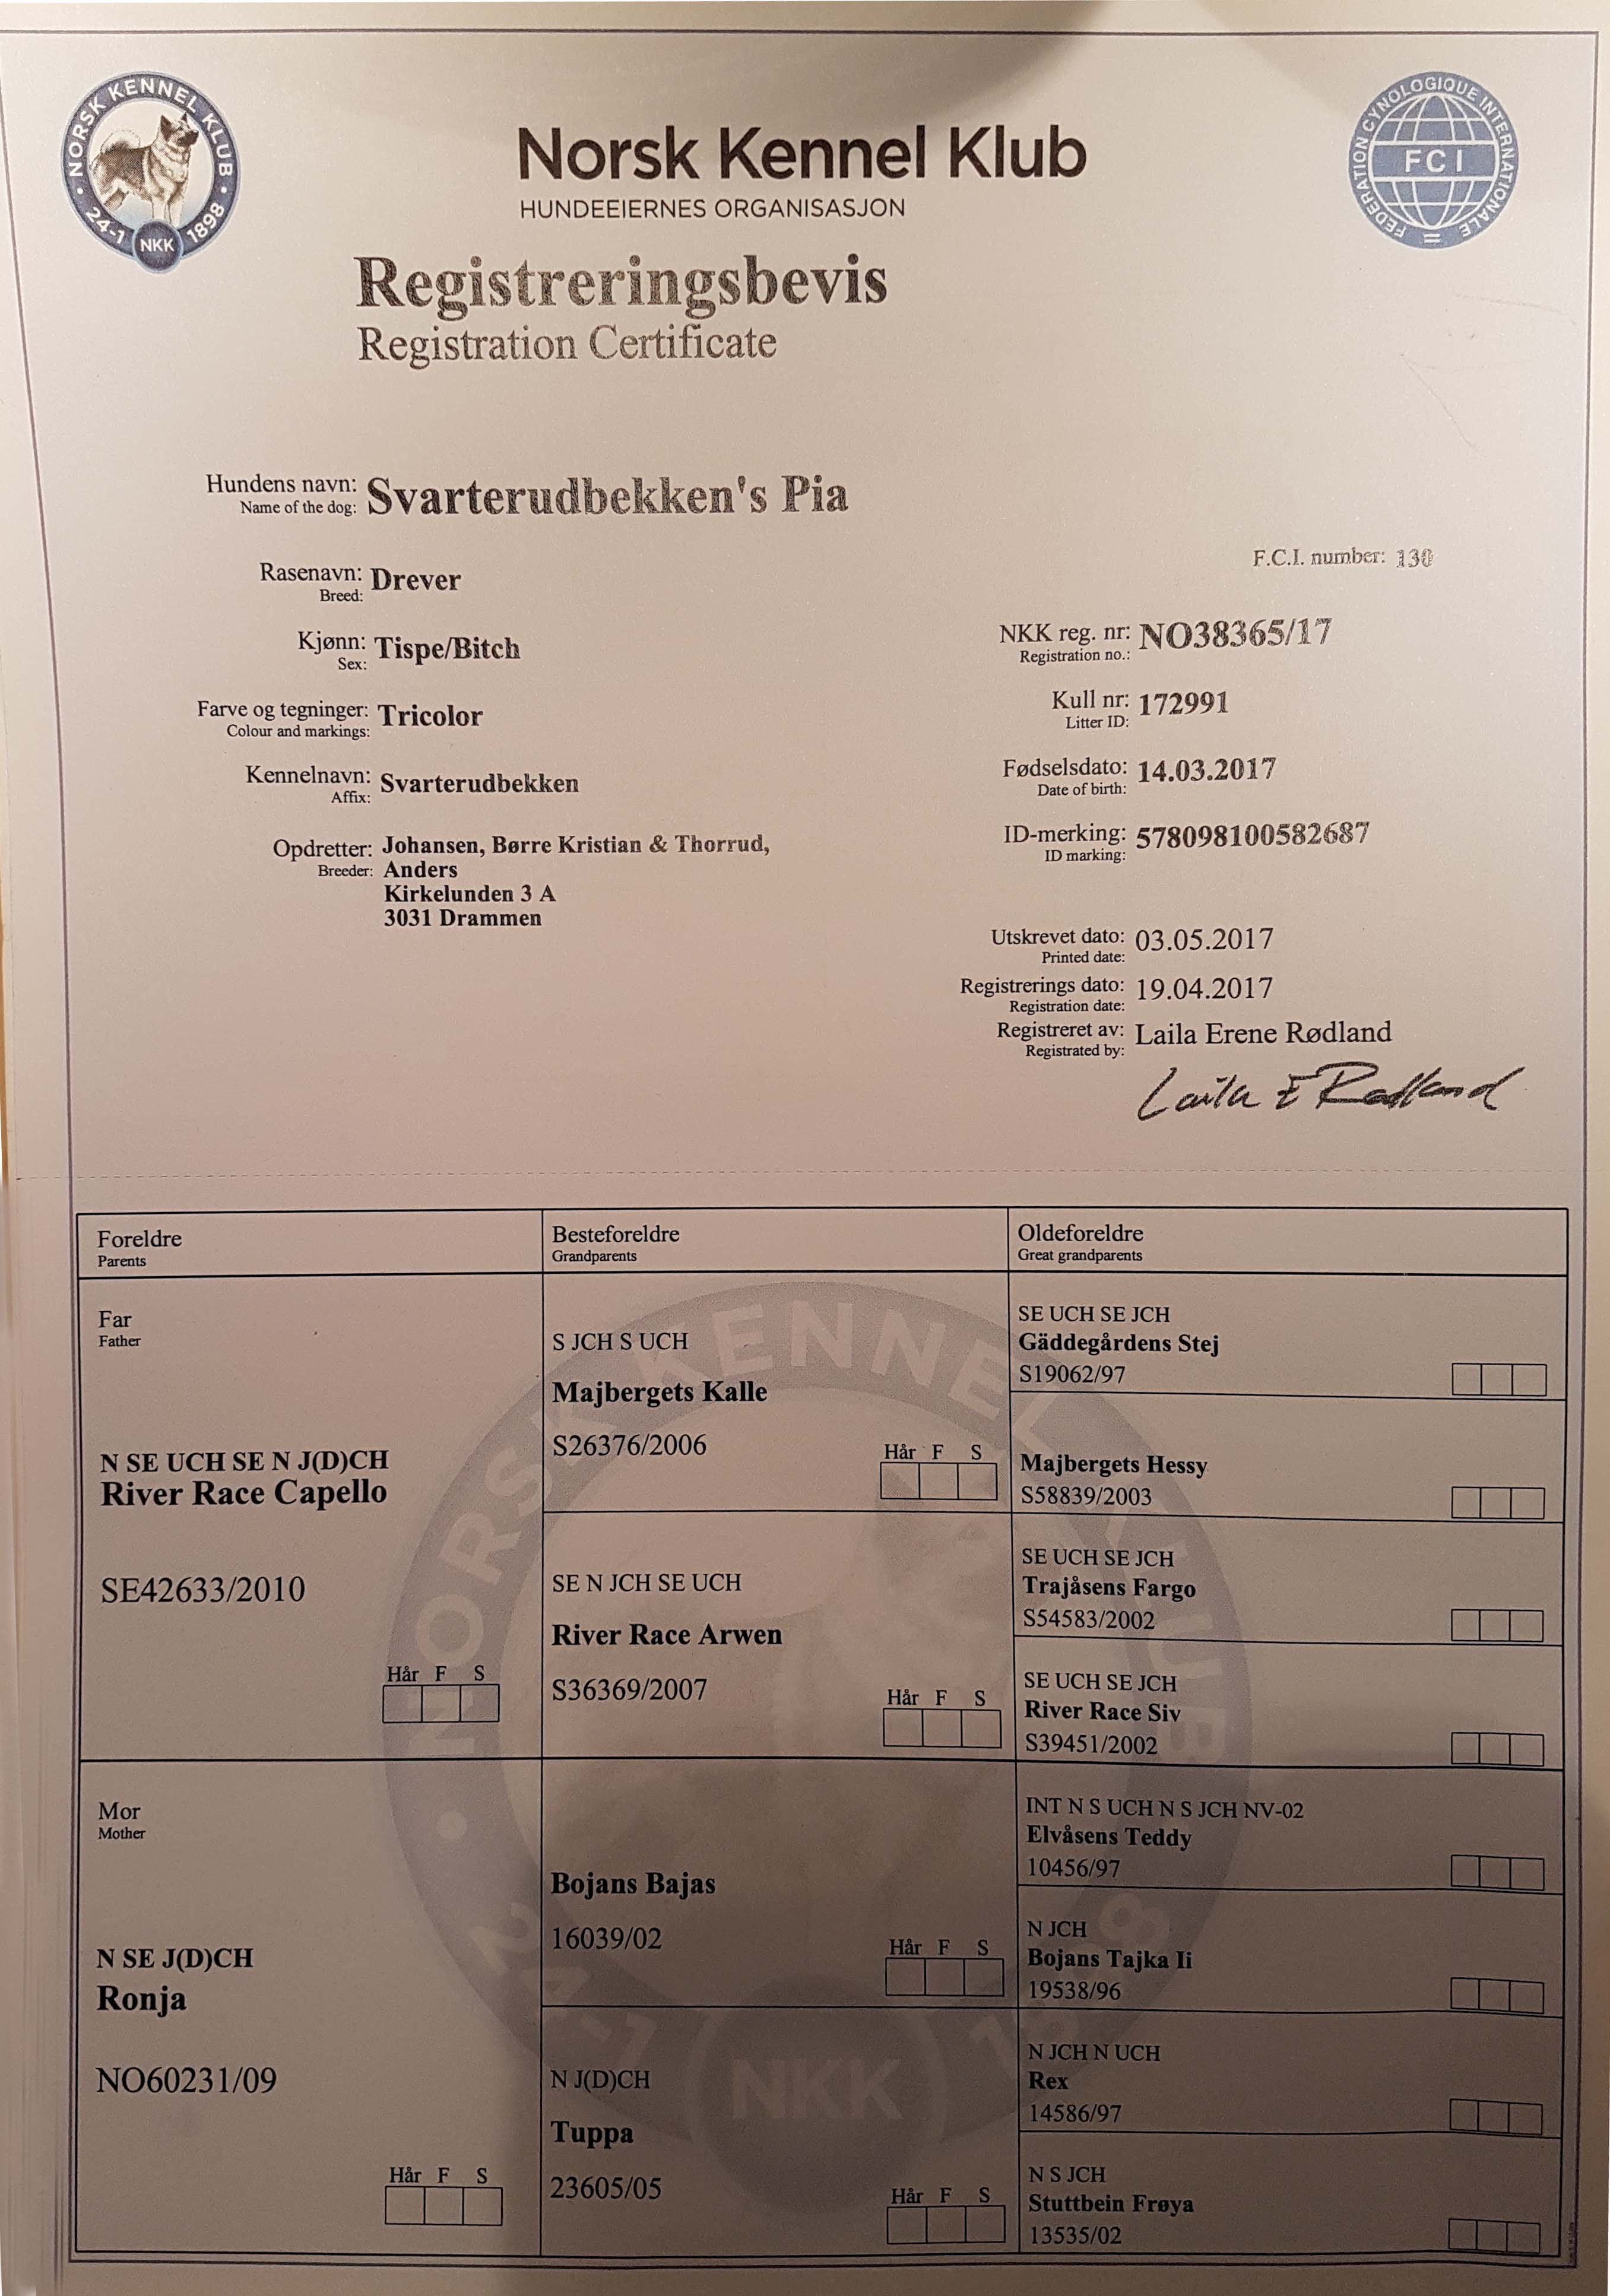 NORSK KENNEL KLUB
24-1 NKK 1898
Norsk Kennel Klub
HUNDEEIERNES ORGANISASJON
FEDERATION CYNOLOGIQUE INTERNATIONALE
FCI
Registreringsbevis
Registration Certificate
Hundens navn: Svarterudbekken's Pia
Name of the dog:
F.C.I. number: 130
Rasenavn: Drever
Breed:
Kjønn: Tispe/Bitch
Sex:
NKK reg. nr: NO38365/17
Registration no.:
Farve og tegninger: Tricolor
Colour and markings:
Kull nr: 172991
Litter ID:
Kennelnavn: Svarterudbekken
Affix:
Fødselsdato: 14.03.2017
Date of birth:
Opdretter: Johansen, Børre Kristian & Thorrud,
Breeder: Anders
Kirkelunden 3 A
3031 Drammen
ID-merking: 578098100582687
ID marking:
Utskrevet dato: 03.05.2017
Printed date:
Registrerings dato: 19.04.2017
Registration date:
Registreret av: Laila Erene Rødland
Registrated by:
Laila E Rødland
Foreldre
Parents
Besteforeldre
Grandparents
Oldeforeldre
Great grandparents
Far
Father
N SE UCH SE N J(D)CH
River Race Capello
SE42633/2010
Hår F S
S JCH S UCH
Majbergets Kalle
S26376/2006
Hår F S
SE N JCH SE UCH
River Race Arwen
S36369/2007
Hår F S
SE UCH SE JCH
Gäddegårdens Stej
S19062/97
Majbergets Hessy
S58839/2003
SE UCH SE JCH
Trajåsens Fargo
S54583/2002
SE UCH SE JCH
River Race Siv
S39451/2002
Mor
Mother
N SE J(D)CH
Ronja
NO60231/09
Hår F S
Bojans Bajas
16039/02
Hår F S
N J(D)CH
Tuppa
23605/05
Hår F S
INT N S UCH N S JCH NV-02
Elvåsens Teddy
10456/97
N JCH
Bojans Tajka Ii
19538/96
N JCH N UCH
Rex
14586/97
N S JCH
Stuttbein Frøya
13535/02
NORSK KENNEL KLUB
24-1 NKK 18 8